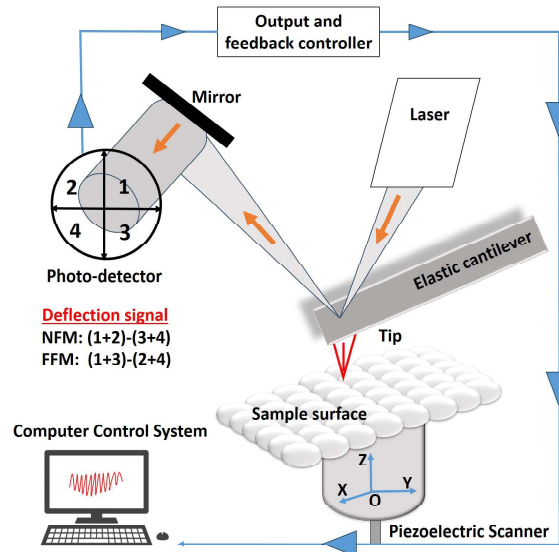 Output and
feedback controller
Mirror
Laser
2 1
4 3
Photo-detector
Elastic cantilever
Deflection signal
NFM: (1+2)-(3+4)
FFM: (1+3)-(2+4)
Tip
Sample surface
Computer Control System
Z
X O Y
Piezoelectric Scanner